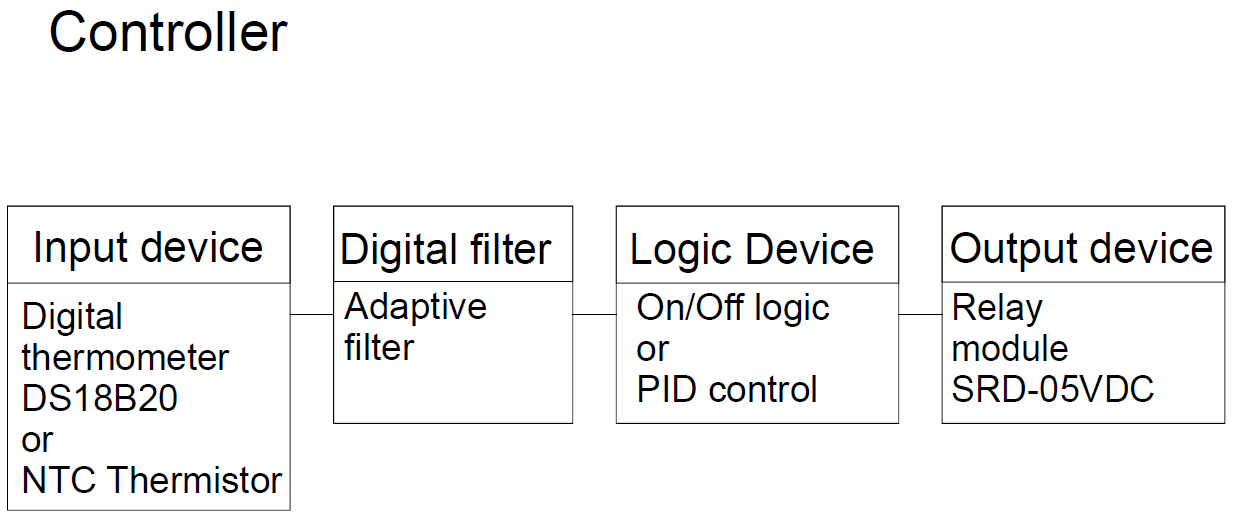 Controller
Input device
Digital
thermometer
DS18B20
or
NTC Thermistor
Digital filter
Adaptive
filter
Logic Device
On/Off logic
or
PID control
Output device
Relay
module
SRD-05VDC